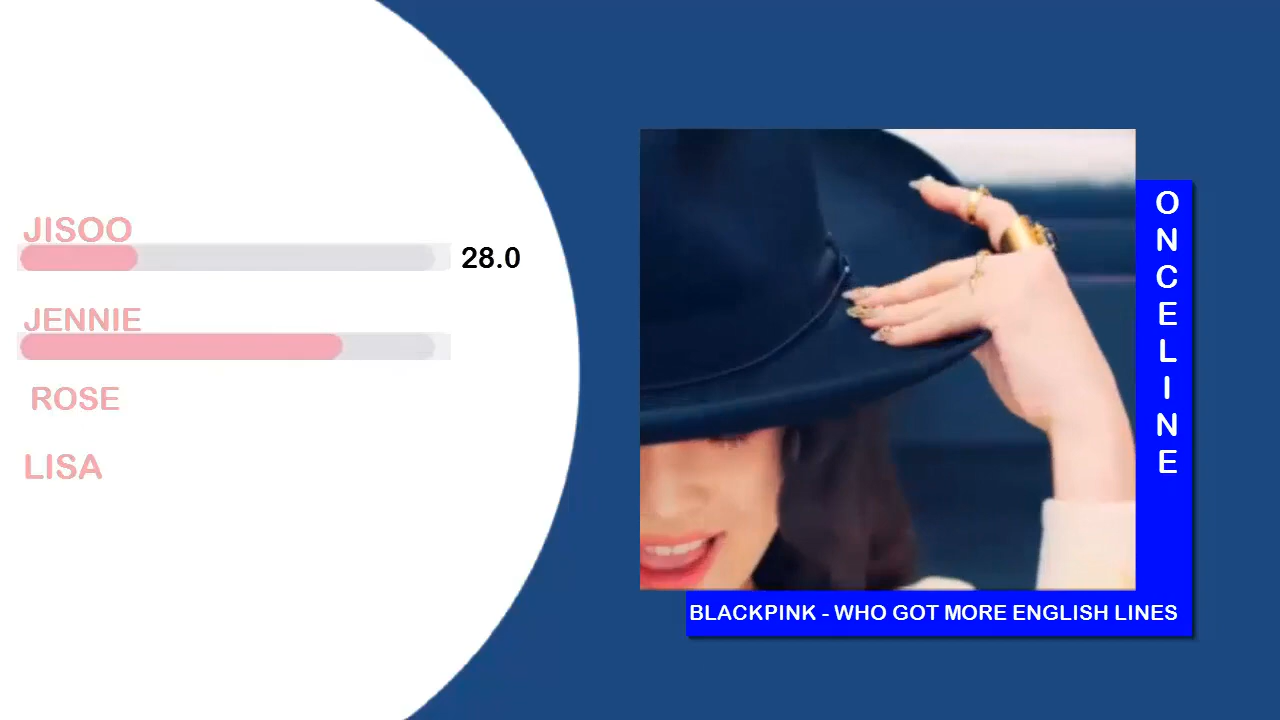 JISOO
28.0
JENNIE
ROSE
LISA
ONCELINE
BLACKPINK - WHO GOT MORE ENGLISH LINES